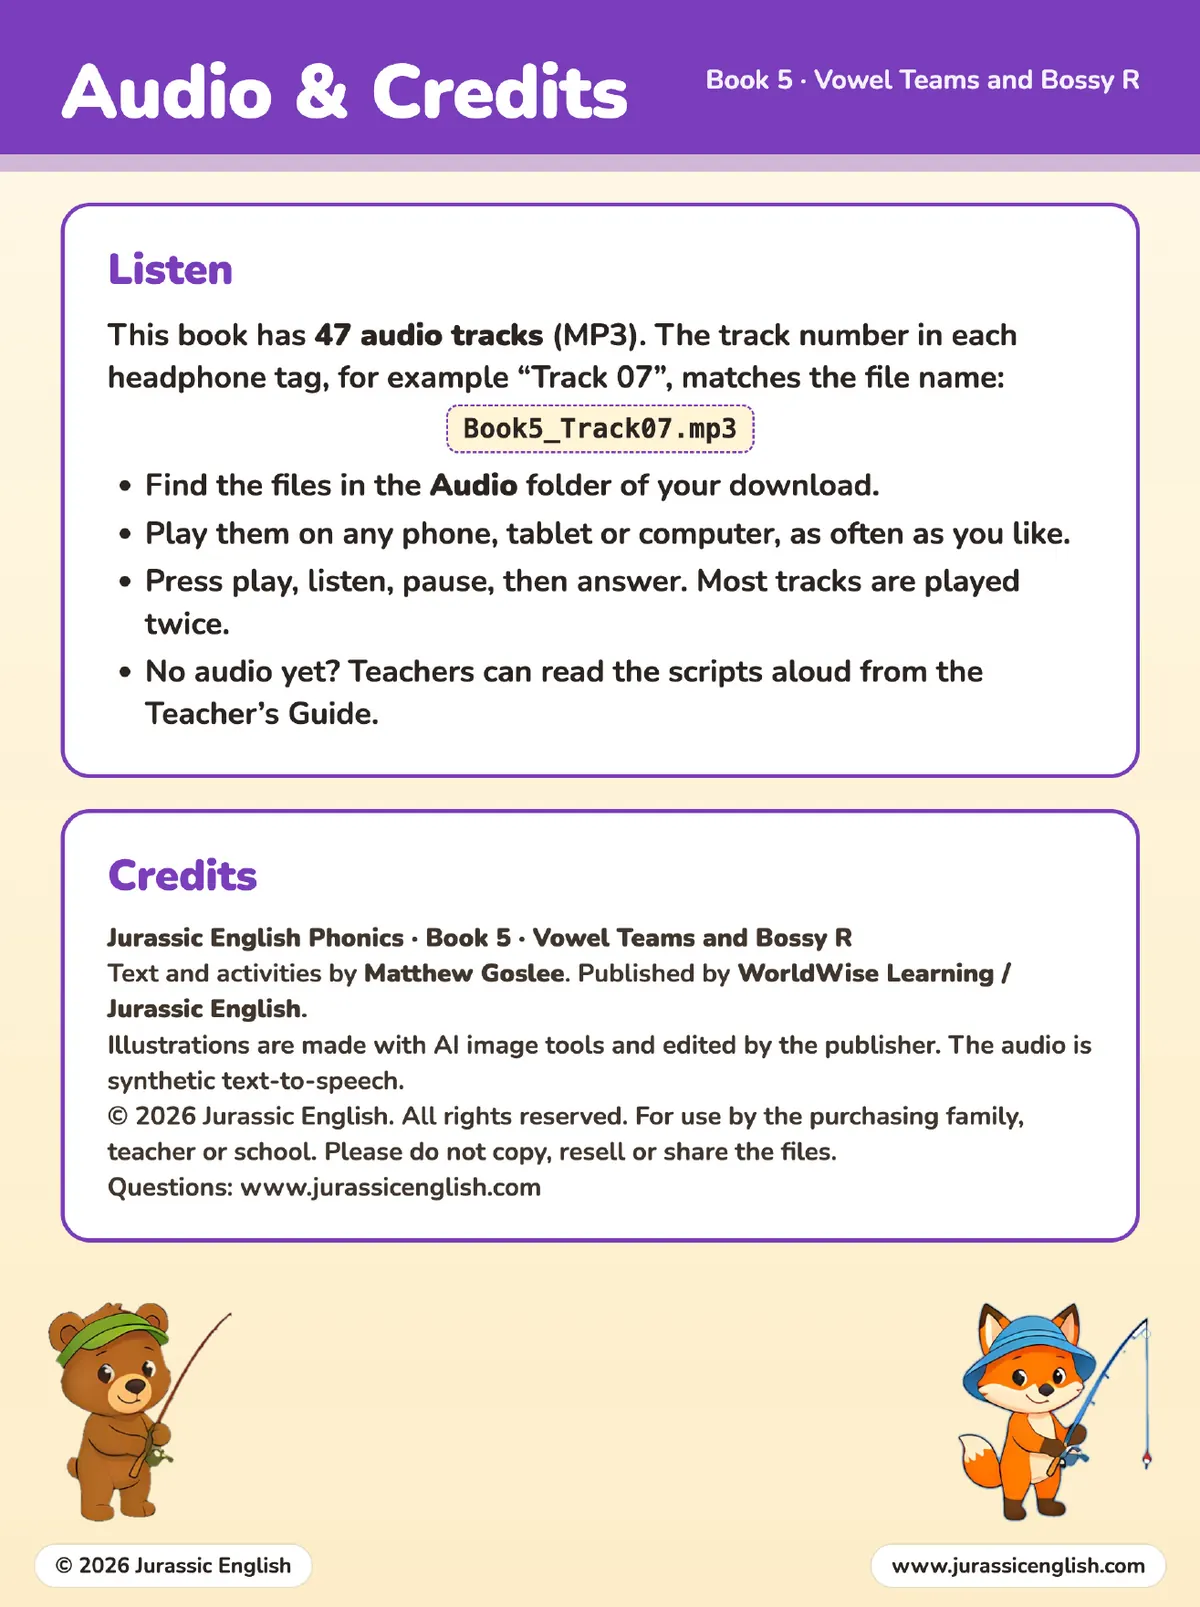 Audio & Credits
Book 5 · Vowel Teams and Bossy R
Listen
This book has 47 audio tracks (MP3). The track number in each
headphone tag, for example “Track 07”, matches the file name:
Book5_Track07.mp3
• Find the files in the Audio folder of your download.
• Play them on any phone, tablet or computer, as often as you like.
• Press play, listen, pause, then answer. Most tracks are played
twice.
• No audio yet? Teachers can read the scripts aloud from the
Teacher’s Guide.
Credits
Jurassic English Phonics · Book 5 · Vowel Teams and Bossy R
Text and activities by Matthew Goslee. Published by WorldWise Learning /
Jurassic English.
Illustrations are made with AI image tools and edited by the publisher. The audio is
synthetic text-to-speech.
© 2026 Jurassic English. All rights reserved. For use by the purchasing family,
teacher or school. Please do not copy, resell or share the files.
Questions: www.jurassicenglish.com
© 2026 Jurassic English
www.jurassicenglish.com